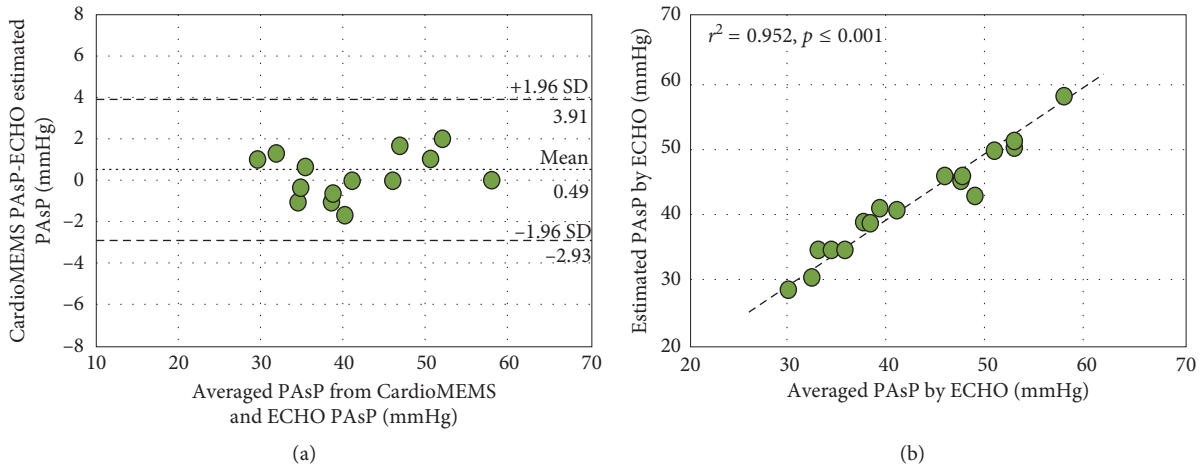 8
6
4
2
0
–2
–4
–6
–8
10
20
30
40
50
60
70
CardioMEMS PAsP-ECHO estimated
PAsP (mmHg)
+1.96 SD
3.91
Mean
0.49
–1.96 SD
–2.93
Averaged PAsP from CardioMEMS
and ECHO PAsP (mmHg)
(a)
70
60
50
40
30
20
20
30
40
50
60
70
Estimated PAsP by ECHO (mmHg)
r² = 0.952, p ≤ 0.001
Averaged PAsP by ECHO (mmHg)
(b)